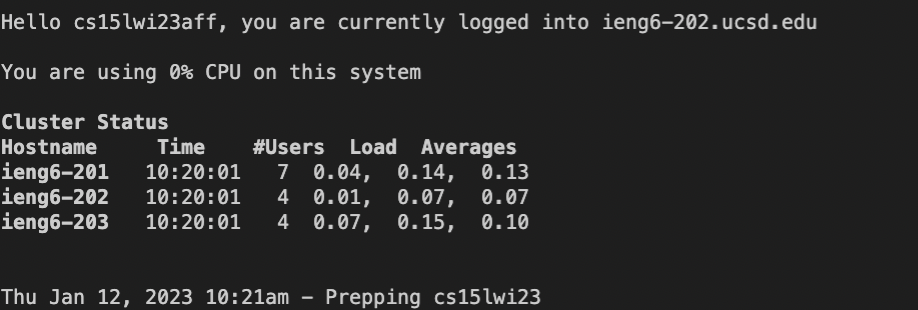 Hello cs15lwi23aff, you are currently logged into ieng6-202.ucsd.edu
You are using 0% CPU on this system
Cluster Status
Hostname     Time    #Users  Load  Averages
ieng6-201   10:20:01   7  0.04,  0.14,  0.13
ieng6-202   10:20:01   4  0.01,  0.07,  0.07
ieng6-203   10:20:01   4  0.07,  0.15,  0.10
Thu Jan 12, 2023 10:21am - Prepping cs15lwi23